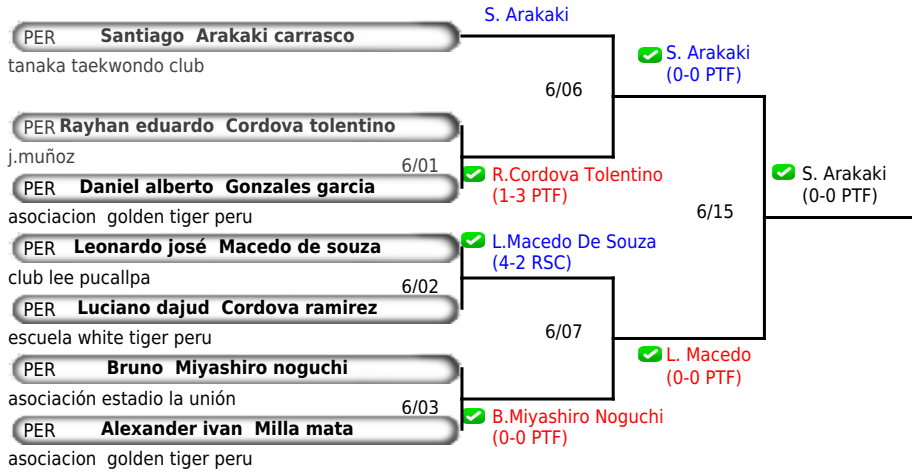 S. Arakaki
PER Santiago Arakaki carrasco
tanaka taekwondo club
S. Arakaki
(0-0 PTF)
6/06
PER Rayhan eduardo Cordova tolentino
j.muñoz
6/01
R.Cordova Tolentino
(1-3 PTF)
PER Daniel alberto Gonzales garcia
asociacion golden tiger peru
S. Arakaki
(0-0 PTF)
6/15
PER Leonardo josé Macedo de souza
club lee pucallpa
L.Macedo De Souza
(4-2 RSC)
6/02
PER Luciano dajud Cordova ramirez
escuela white tiger peru
6/07
L. Macedo
(0-0 PTF)
PER Bruno Miyashiro noguchi
asociación estadio la unión
6/03
B.Miyashiro Noguchi
(0-0 PTF)
PER Alexander ivan Milla mata
asociacion golden tiger peru